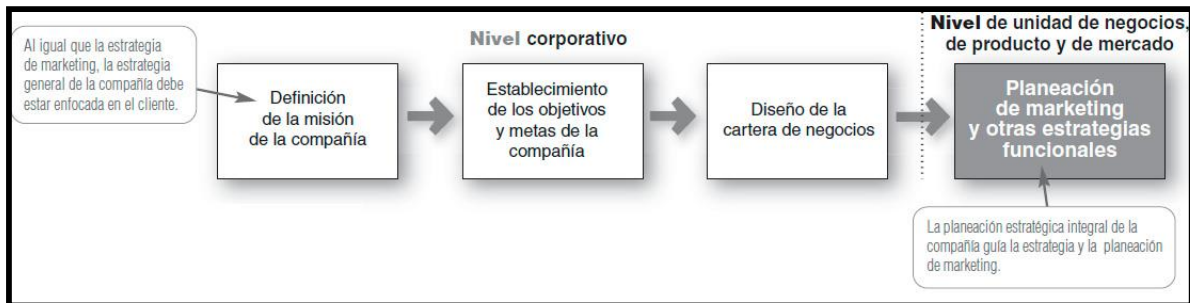 Al igual que la estrategia
de marketing, la estrategia
general de la compañía debe
estar enfocada en el cliente.
Nivel corporativo
Nivel de unidad de negocios,
de producto y de mercado
Definición
de la misión
de la compañía
Establecimiento
de los objetivos
y metas de la
compañía
Diseño de la
cartera de negocios
Planeación
de marketing
y otras estrategias
funcionales
La planeación estratégica integral de la
compañía guía la estrategia y la planeación
de marketing.